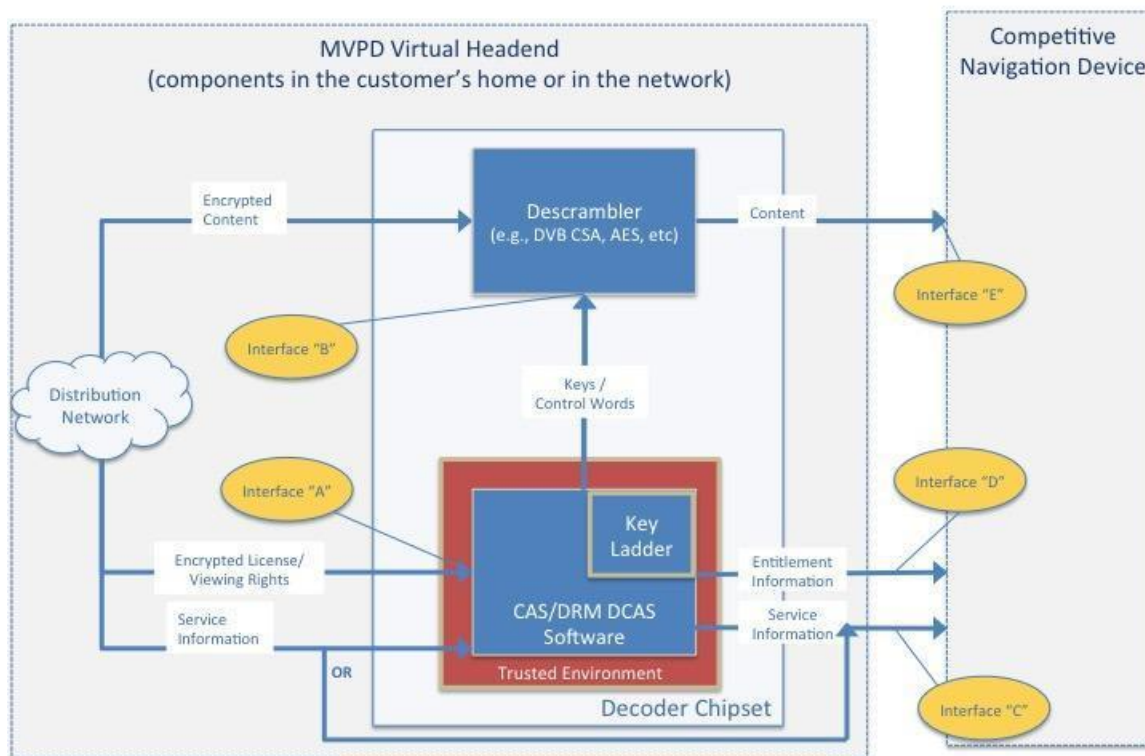 MVPD Virtual Headend
(components in the customer's home or in the network)
Competitive
Navigation Device
Encrypted
Content
Descrambler
(e.g., DVB CSA, AES, etc)
Content
Interface "E"
Interface "B"
Distribution
Network
Keys /
Control Words
Interface "A"
Interface "D"
Key
Ladder
Encrypted License/
Viewing Rights
Entitlement
Information
Service
Information
CAS/DRM DCAS
Software
Service
Information
OR
Trusted Environment
Decoder Chipset
Interface "C"